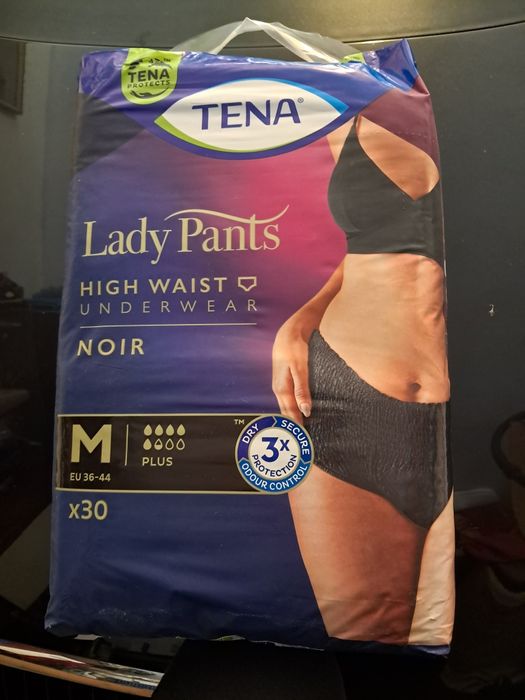 TENA
PROTECTS
TENA®
Lady Pants
HIGH WAIST
UNDERWEAR
NOIR
M
EU 36-44
PLUS
™
DRY
SECURE
3X
PROTECTION
ODOUR CONTROL
x30